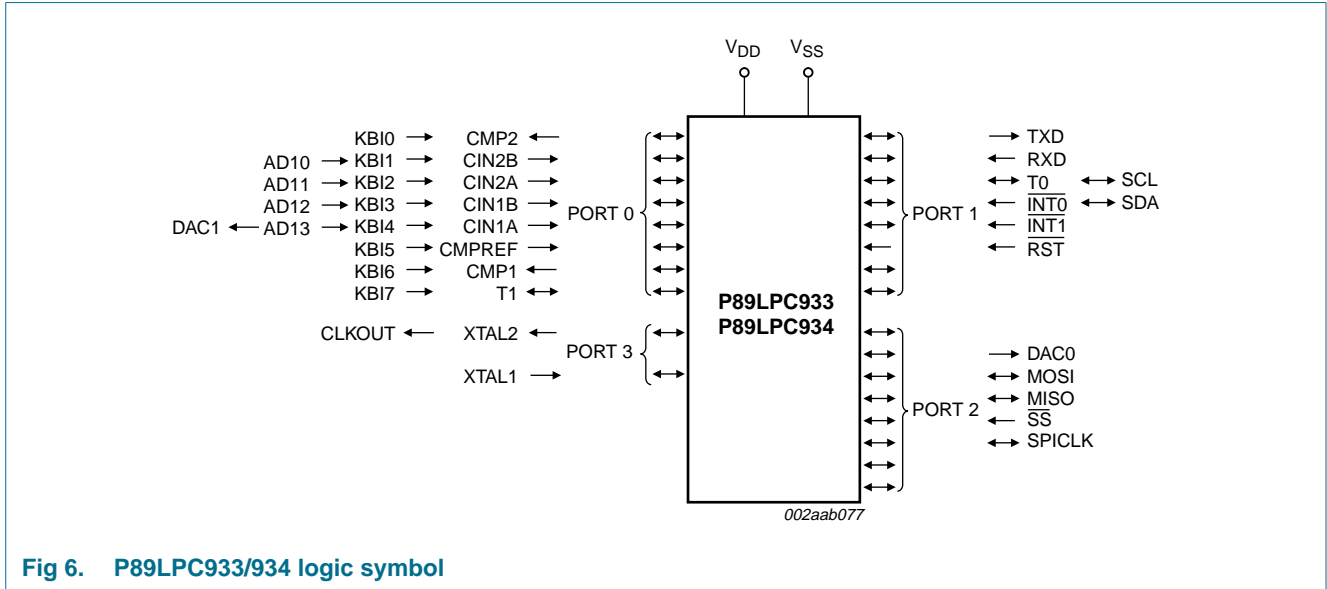 VDD VSS
KBI0 CMP2 TXD
AD10 KBI1 CIN2B RXD
AD11 KBI2 CIN2A T0 SCL
AD12 KBI3 CIN1B PORT 0 PORT 1 INT0 SDA
DAC1 AD13 KBI4 CIN1A INT1
KBI5 CMPREF RST
KBI6 CMP1
KBI7 T1
P89LPC933
P89LPC934
CLKOUT XTAL2 PORT 3
XTAL1
DAC0
MOSI
MISO
PORT 2 SS
SPICLK
002aab077
Fig 6. P89LPC933/934 logic symbol